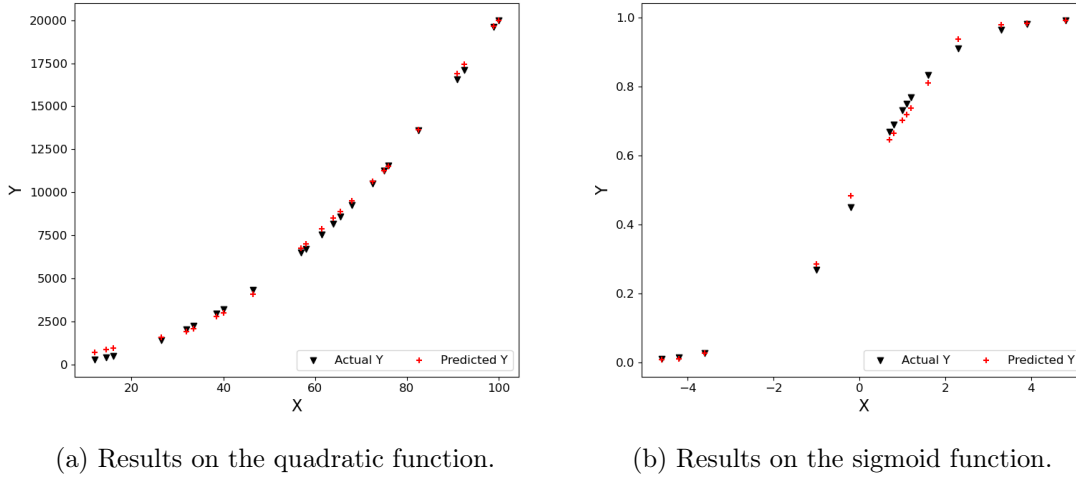 20000
17500
15000
12500
10000
7500
5000
2500
0
Y
20
40
60
80
100
X
Actual Y
Predicted Y
1.0
0.8
0.6
0.4
0.2
0.0
Y
−4
−2
0
2
4
X
Actual Y
Predicted Y
(a) Results on the quadratic function.
(b) Results on the sigmoid function.